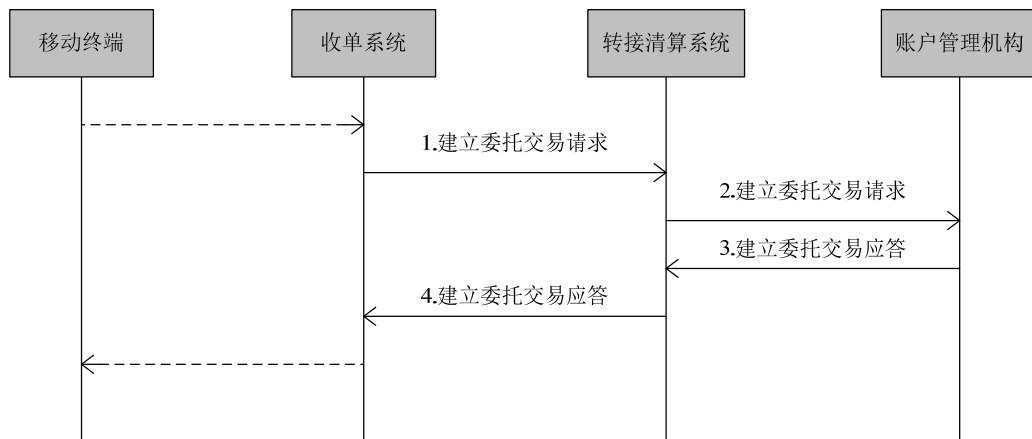 移动终端
收单系统
转接清算系统
账户管理机构
1.建立委托交易请求
2.建立委托交易请求
3.建立委托交易应答
4.建立委托交易应答